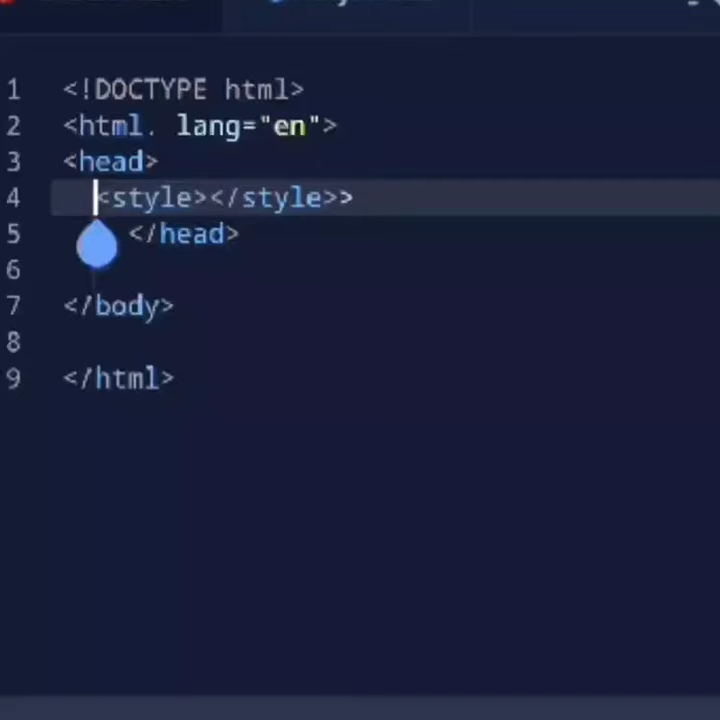 1 <!DOCTYPE html>
2 <html. lang="en">
3 <head>
4 <style></style>>
5 </head>
6
7 </body>
8
9 </html>